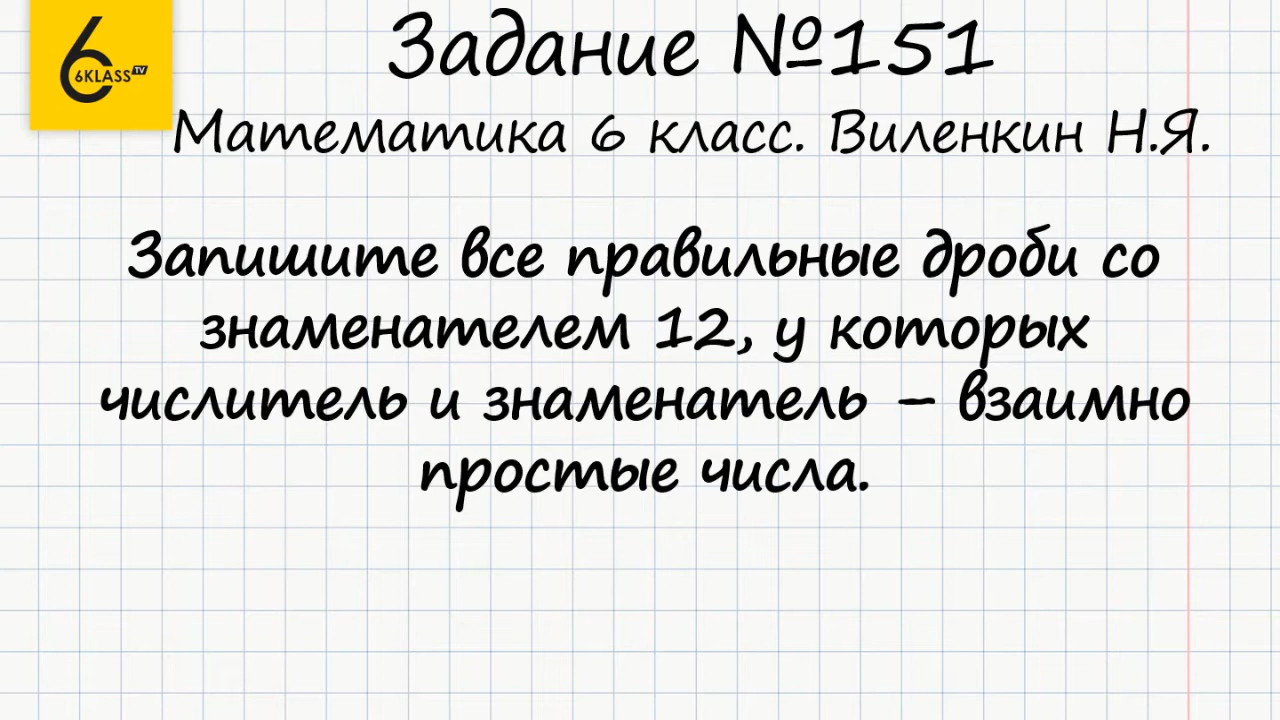 Задание №151
6KLASS TV
Математика 6 класс. Виленкин Н.Я.
Запишите все правильные дроби со
знаменателем 12, у которых
числитель и знаменатель – взаимно
простые числа.